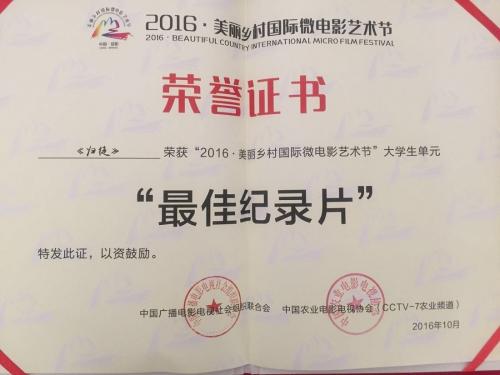 2016·美丽乡村国际微电影艺术节
2016·BEAUTIFUL COUNTRY INTERNATIONAL MICRO FILM FESTIVAL
荣誉证书
《归途》 荣获“2016·美丽乡村国际微电影艺术节”大学生单元
“最佳纪录片”
特发此证，以资鼓励。
中国广播电影电视社会组织联合会 中国农业电影电视协会（CCTV-7农业频道）
2016年10月